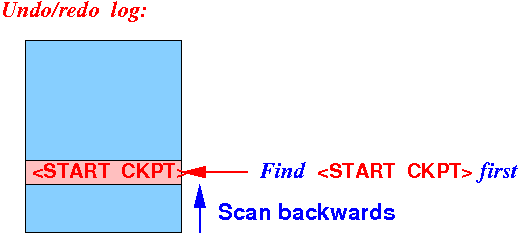 Undo/redo log:
<START CKPT> Find <START CKPT> first
Scan backwards